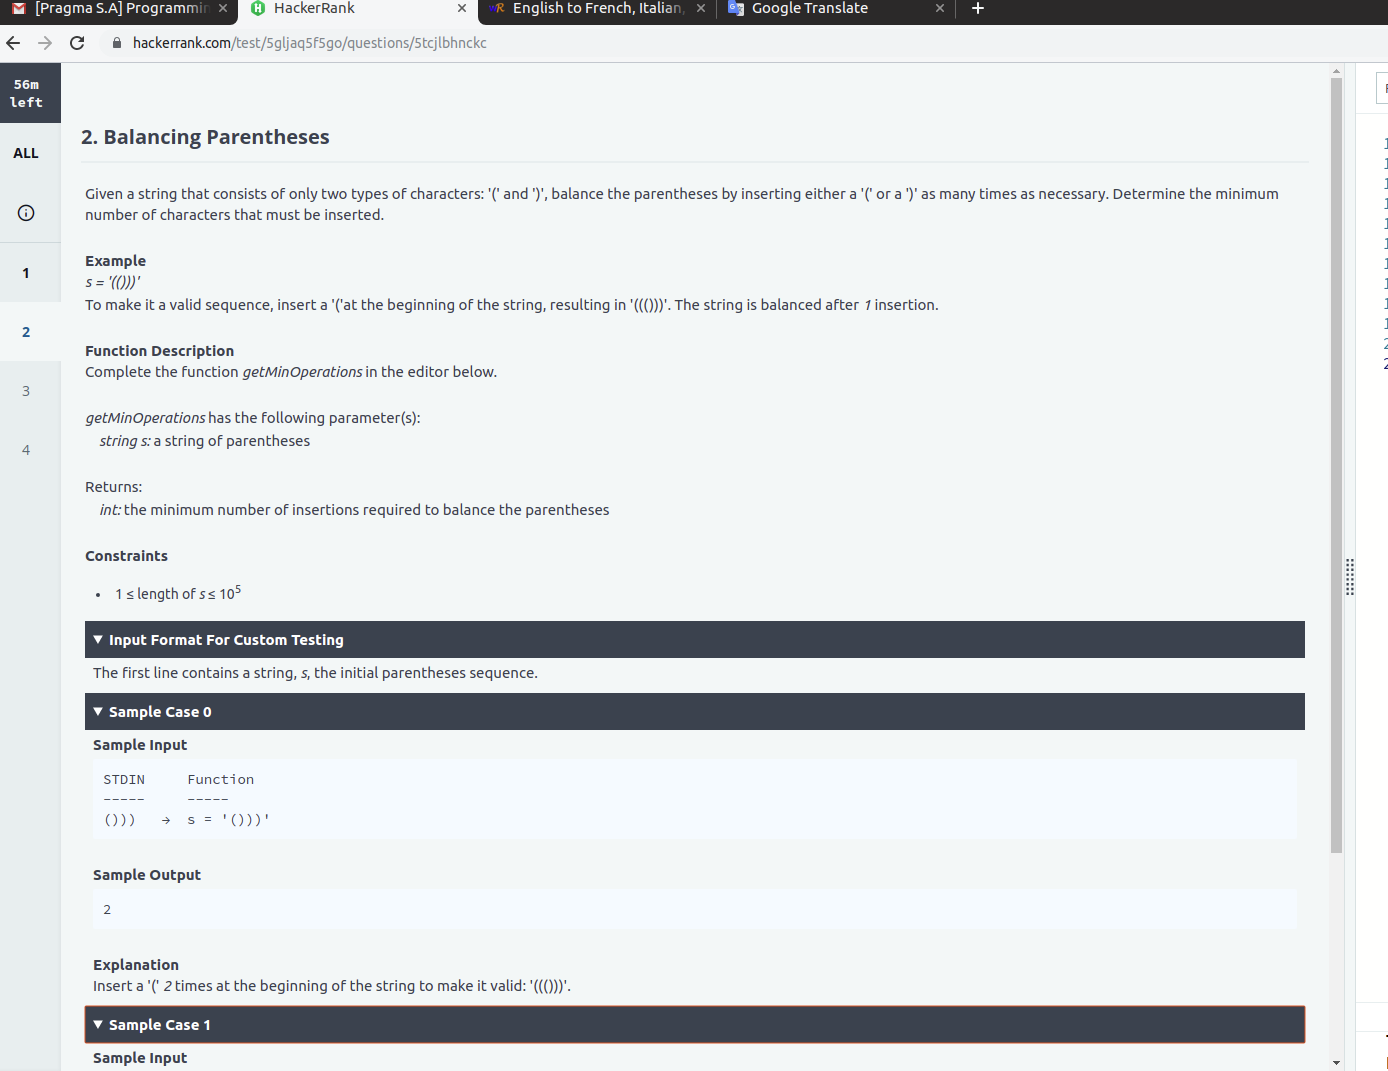 [Pragma S.A] Programmin
HackerRank
English to French, Italian,
Google Translate
hackerrank.com/test/5gljaq5f5go/questions/5tcjlbhnckc
56m
left
ALL
1
2
3
4
2. Balancing Parentheses
Given a string that consists of only two types of characters: '(' and ')', balance the parentheses by inserting either a '(' or a ')' as many times as necessary. Determine the minimum
number of characters that must be inserted.
Example
s = '(()))'
To make it a valid sequence, insert a '('at the beginning of the string, resulting in '((()))'. The string is balanced after 1 insertion.
Function Description
Complete the function getMinOperations in the editor below.
getMinOperations has the following parameter(s):
string s: a string of parentheses
Returns:
int: the minimum number of insertions required to balance the parentheses
Constraints
• 1 ≤ length of s ≤ 10⁵
▼ Input Format For Custom Testing
The first line contains a string, s, the initial parentheses sequence.
▼ Sample Case 0
Sample Input
STDIN Function
----- -----
())) → s = '()))'
Sample Output
2
Explanation
Insert a '(' 2 times at the beginning of the string to make it valid: '((()))'.
▼ Sample Case 1
Sample Input